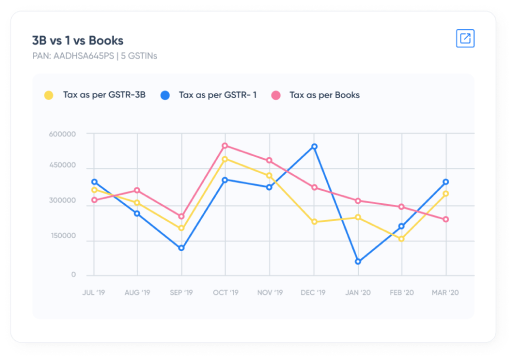 3B vs 1 vs Books
PAN: AADHSA645PS | 5 GSTINs
Tax as per GSTR-3B
Tax as per GSTR- 1
Tax as per Books
600000
450000
300000
150000
0
JUL '19 AUG '19 SEP '19 OCT '19 NOV '19 DEC '19 JAN '20 FEB '20 MAR '20